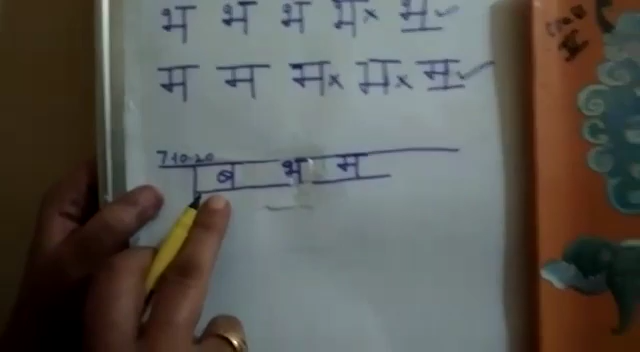 भ भ भ भ× भ✓
म म म× म× म✓
7-10-20
ब भ म